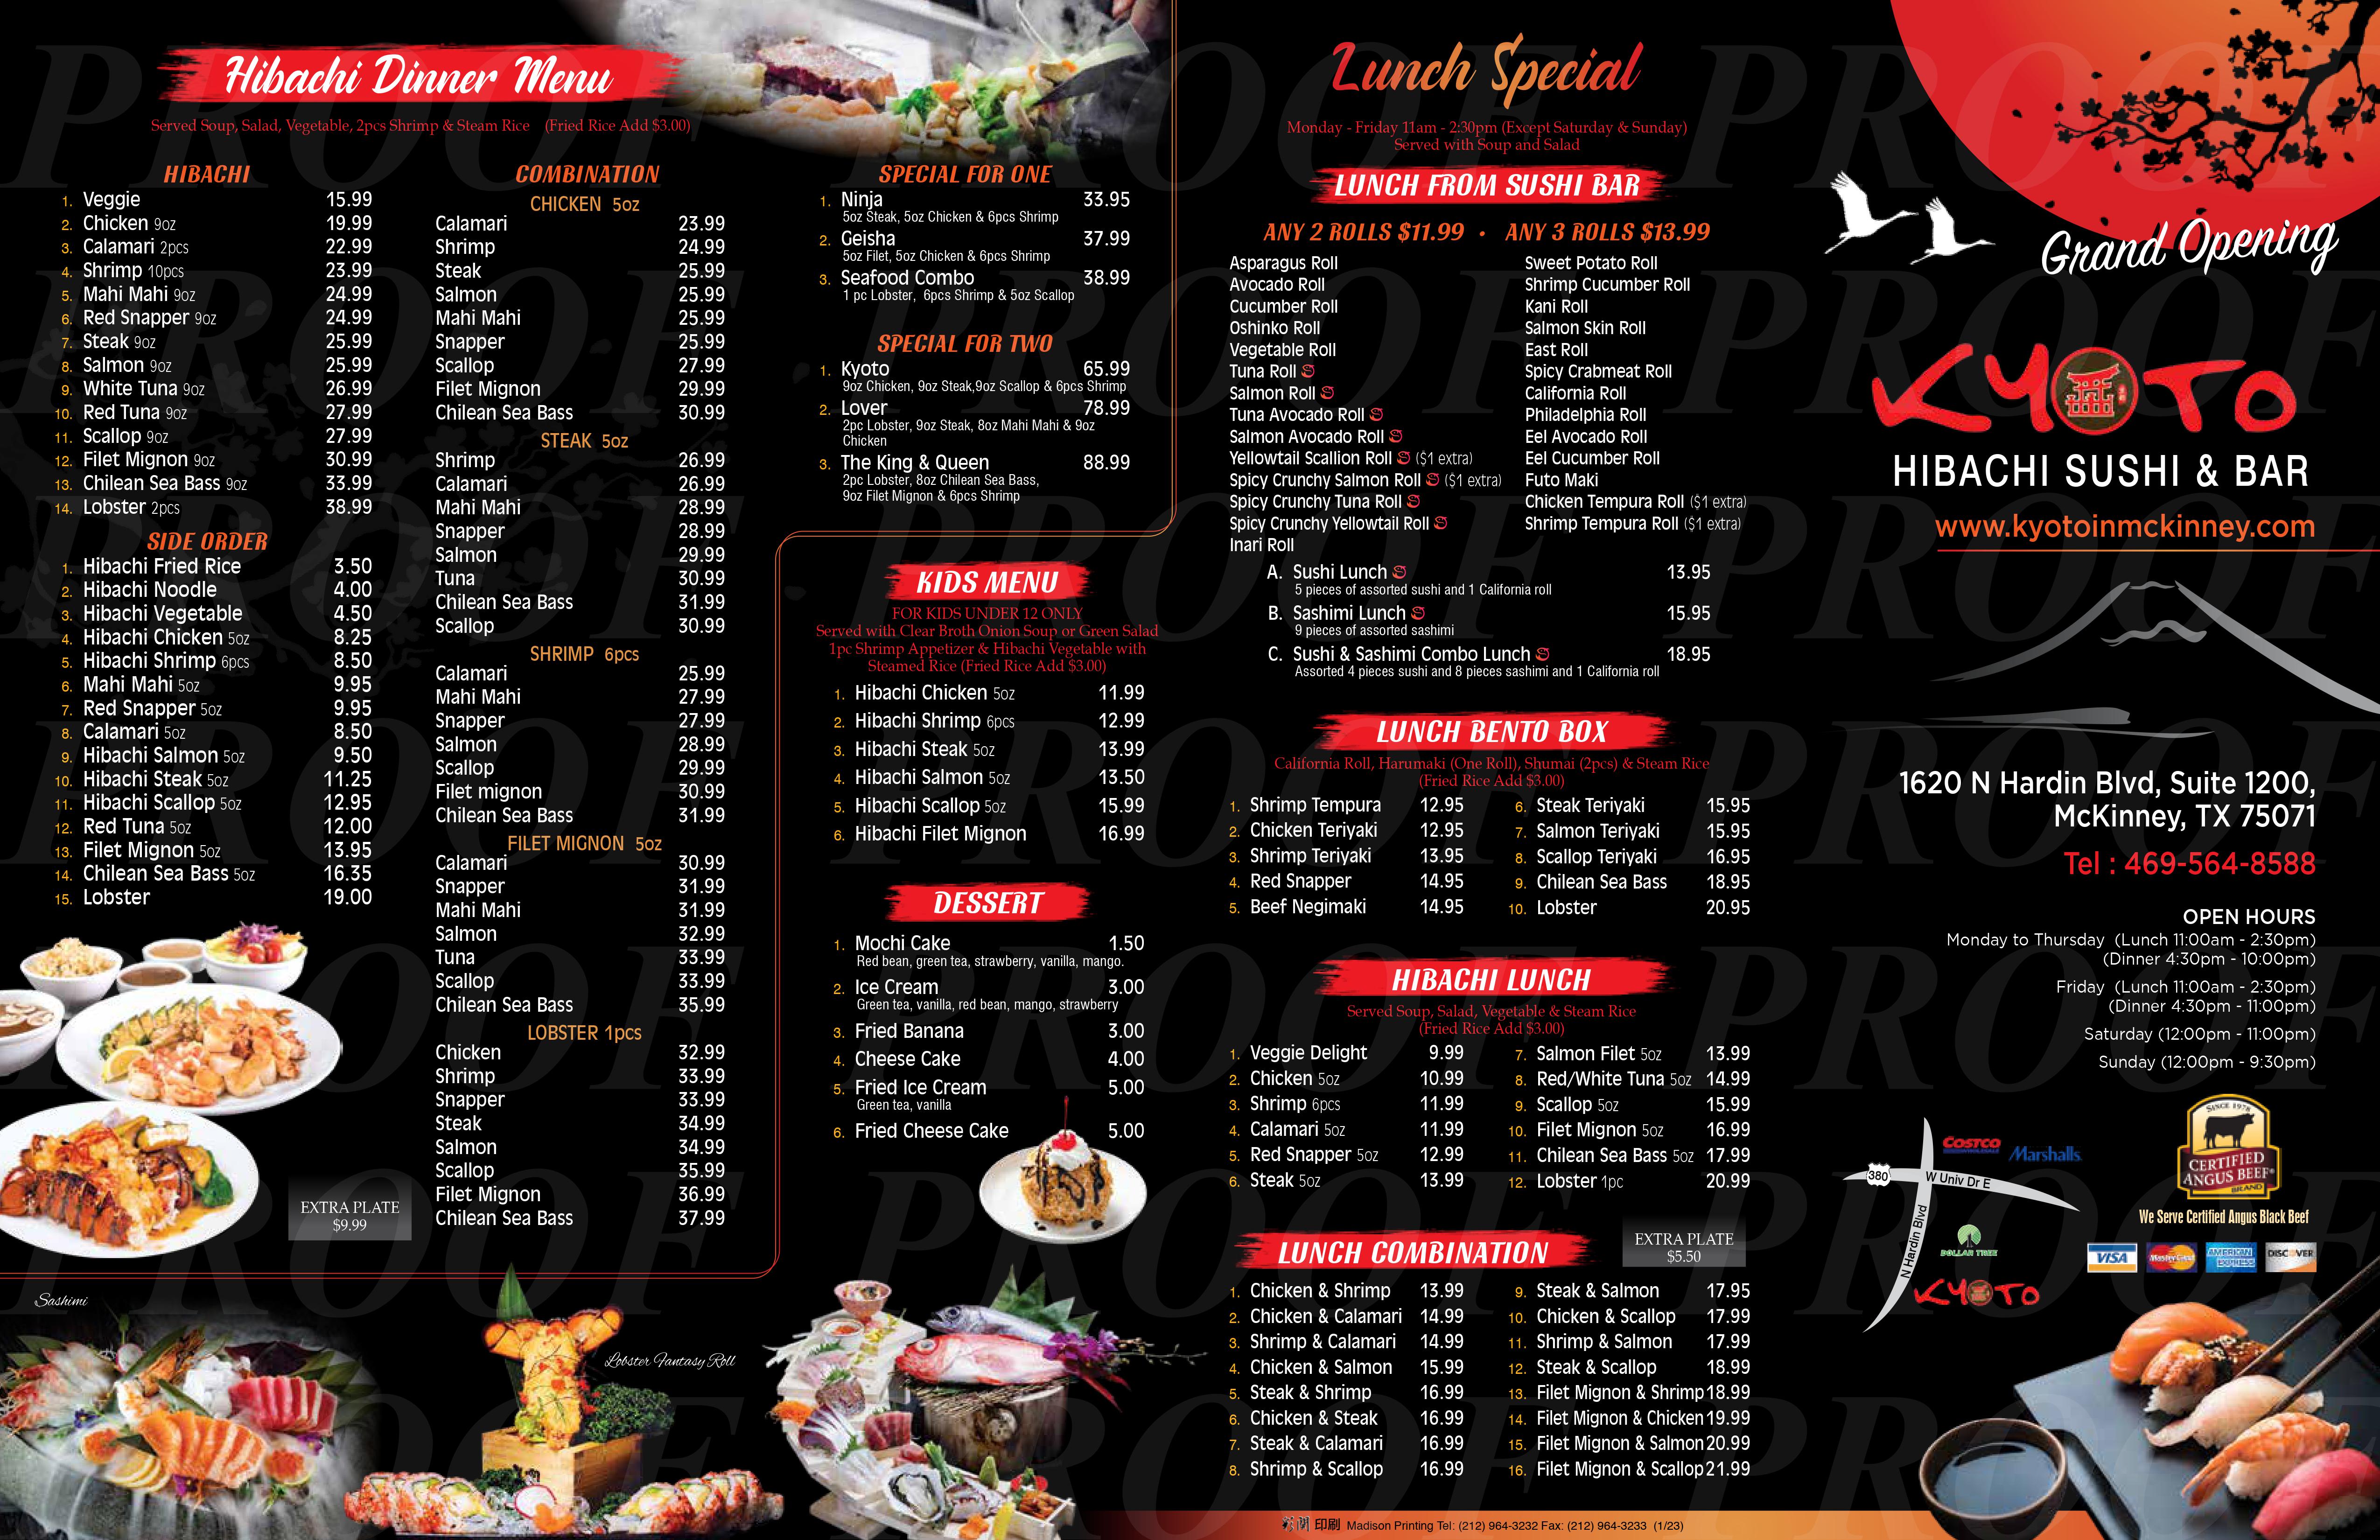 Hibachi Dinner Menu
Served Soup, Salad, Vegetable, 2pcs Shrimp & Steam Rice (Fried Rice Add $3.00)
HIBACHI
1. Veggie 15.99
2. Chicken 9oz 19.99
3. Calamari 2pcs 22.99
4. Shrimp 10pcs 23.99
5. Mahi Mahi 9oz 24.99
6. Red Snapper 9oz 24.99
7. Steak 9oz 25.99
8. Salmon 9oz 25.99
9. White Tuna 9oz 26.99
10. Red Tuna 9oz 27.99
11. Scallop 9oz 27.99
12. Filet Mignon 9oz 30.99
13. Chilean Sea Bass 9oz 33.99
14. Lobster 2pcs 38.99
SIDE ORDER
1. Hibachi Fried Rice 3.50
2. Hibachi Noodle 4.00
3. Hibachi Vegetable 4.50
4. Hibachi Chicken 5oz 8.25
5. Hibachi Shrimp 6pcs 8.50
6. Mahi Mahi 5oz 9.95
7. Red Snapper 5oz 9.95
8. Calamari 5oz 8.50
9. Hibachi Salmon 5oz 9.50
10. Hibachi Steak 5oz 11.25
11. Hibachi Scallop 5oz 12.95
12. Red Tuna 5oz 12.00
13. Filet Mignon 5oz 13.95
14. Chilean Sea Bass 5oz 16.35
15. Lobster 19.00
EXTRA PLATE
$9.99
COMBINATION
CHICKEN 5oz
Calamari 23.99
Shrimp 24.99
Steak 25.99
Salmon 25.99
Mahi Mahi 25.99
Snapper 25.99
Scallop 27.99
Filet Mignon 29.99
Chilean Sea Bass 30.99
STEAK 5oz
Shrimp 26.99
Calamari 26.99
Mahi Mahi 28.99
Snapper 28.99
Salmon 29.99
Tuna 30.99
Chilean Sea Bass 31.99
Scallop 30.99
SHRIMP 6pcs
Calamari 25.99
Mahi Mahi 27.99
Snapper 27.99
Salmon 28.99
Scallop 29.99
Filet mignon 30.99
Chilean Sea Bass 31.99
FILET MIGNON 5oz
Calamari 30.99
Snapper 31.99
Mahi Mahi 31.99
Salmon 32.99
Tuna 33.99
Scallop 33.99
Chilean Sea Bass 35.99
LOBSTER 1pcs
Chicken 32.99
Shrimp 33.99
Snapper 33.99
Steak 34.99
Salmon 34.99
Scallop 35.99
Filet Mignon 36.99
Chilean Sea Bass 37.99
SPECIAL FOR ONE
1. Ninja 33.95
5oz Steak, 5oz Chicken & 6pcs Shrimp
2. Geisha 37.99
5oz Filet, 5oz Chicken & 6pcs Shrimp
3. Seafood Combo 38.99
1 pc Lobster, 6pcs Shrimp & 5oz Scallop
SPECIAL FOR TWO
1. Kyoto 65.99
9oz Chicken, 9oz Steak,9oz Scallop & 6pcs Shrimp
2. Lover 78.99
2pc Lobster, 9oz Steak, 8oz Mahi Mahi & 9oz
Chicken
3. The King & Queen 88.99
2pc Lobster, 8oz Chilean Sea Bass,
9oz Filet Mignon & 6pcs Shrimp
KIDS MENU
FOR KIDS UNDER 12 ONLY
Served with Clear Broth Onion Soup or Green Salad
1pc Shrimp Appetizer & Hibachi Vegetable with
Steamed Rice (Fried Rice Add $3.00)
1. Hibachi Chicken 5oz 11.99
2. Hibachi Shrimp 6pcs 12.99
3. Hibachi Steak 5oz 13.99
4. Hibachi Salmon 5oz 13.50
5. Hibachi Scallop 5oz 15.99
6. Hibachi Filet Mignon 16.99
DESSERT
1. Mochi Cake 1.50
Red bean, green tea, strawberry, vanilla, mango.
2. Ice Cream 3.00
Green tea, vanilla, red bean, mango, strawberry
3. Fried Banana 3.00
4. Cheese Cake 4.00
5. Fried Ice Cream 5.00
Green tea, vanilla
6. Fried Cheese Cake 5.00
Sashimi
Lobster Fantasy Roll
Lunch Special
Monday - Friday 11am - 2:30pm (Except Saturday & Sunday)
Served with Soup and Salad
LUNCH FROM SUSHI BAR
ANY 2 ROLLS $11.99 • ANY 3 ROLLS $13.99
Asparagus Roll
Avocado Roll
Cucumber Roll
Oshinko Roll
Vegetable Roll
Tuna Roll
Salmon Roll
Tuna Avocado Roll
Salmon Avocado Roll
Yellowtail Scallion Roll ($1 extra)
Spicy Crunchy Salmon Roll ($1 extra)
Spicy Crunchy Tuna Roll
Spicy Crunchy Yellowtail Roll
Inari Roll
Sweet Potato Roll
Shrimp Cucumber Roll
Kani Roll
Salmon Skin Roll
East Roll
Spicy Crabmeat Roll
California Roll
Philadelphia Roll
Eel Avocado Roll
Eel Cucumber Roll
Futo Maki
Chicken Tempura Roll ($1 extra)
Shrimp Tempura Roll ($1 extra)
A. Sushi Lunch 13.95
5 pieces of assorted sushi and 1 California roll
B. Sashimi Lunch 15.95
9 pieces of assorted sashimi
C. Sushi & Sashimi Combo Lunch 18.95
Assorted 4 pieces sushi and 8 pieces sashimi and 1 California roll
LUNCH BENTO BOX
California Roll, Harumaki (One Roll), Shumai (2pcs) & Steam Rice
(Fried Rice Add $3.00)
1. Shrimp Tempura 12.95
2. Chicken Teriyaki 12.95
3. Shrimp Teriyaki 13.95
4. Red Snapper 14.95
5. Beef Negimaki 14.95
6. Steak Teriyaki 15.95
7. Salmon Teriyaki 15.95
8. Scallop Teriyaki 16.95
9. Chilean Sea Bass 18.95
10. Lobster 20.95
HIBACHI LUNCH
Served Soup, Salad, Vegetable & Steam Rice
(Fried Rice Add $3.00)
1. Veggie Delight 9.99
2. Chicken 5oz 10.99
3. Shrimp 6pcs 11.99
4. Calamari 5oz 11.99
5. Red Snapper 5oz 12.99
6. Steak 5oz 13.99
7. Salmon Filet 5oz 13.99
8. Red/White Tuna 5oz 14.99
9. Scallop 5oz 15.99
10. Filet Mignon 5oz 16.99
11. Chilean Sea Bass 5oz 17.99
12. Lobster 1pc 20.99
LUNCH COMBINATION
EXTRA PLATE
$5.50
1. Chicken & Shrimp 13.99
2. Chicken & Calamari 14.99
3. Shrimp & Calamari 14.99
4. Chicken & Salmon 15.99
5. Steak & Shrimp 16.99
6. Chicken & Steak 16.99
7. Steak & Calamari 16.99
8. Shrimp & Scallop 16.99
9. Steak & Salmon 17.95
10. Chicken & Scallop 17.99
11. Shrimp & Salmon 17.99
12. Steak & Scallop 18.99
13. Filet Mignon & Shrimp 18.99
14. Filet Mignon & Chicken 19.99
15. Filet Mignon & Salmon 20.99
16. Filet Mignon & Scallop 21.99
印刷 Madison Printing Tel: (212) 964-3232 Fax: (212) 964-3233 (1/23)
Grand Opening
KYOTO
HIBACHI SUSHI & BAR
www.kyotoinmckinney.com
1620 N Hardin Blvd, Suite 1200,
McKinney, TX 75071
Tel : 469-564-8588
OPEN HOURS
Monday to Thursday (Lunch 11:00am - 2:30pm)
(Dinner 4:30pm - 10:00pm)
Friday (Lunch 11:00am - 2:30pm)
(Dinner 4:30pm - 11:00pm)
Saturday (12:00pm - 11:00pm)
Sunday (12:00pm - 9:30pm)
COSTCO
Marshalls.
380
W Univ Dr E
N Hardin Blvd
DOLLAR TREE
KYOTO
SINCE 1978
CERTIFIED
ANGUS BEEF®
BRAND
We Serve Certified Angus Black Beef
VISA
MasterCard
AMERICAN EXPRESS
DISCOVER
PROOF PROOF PROOF PROOF